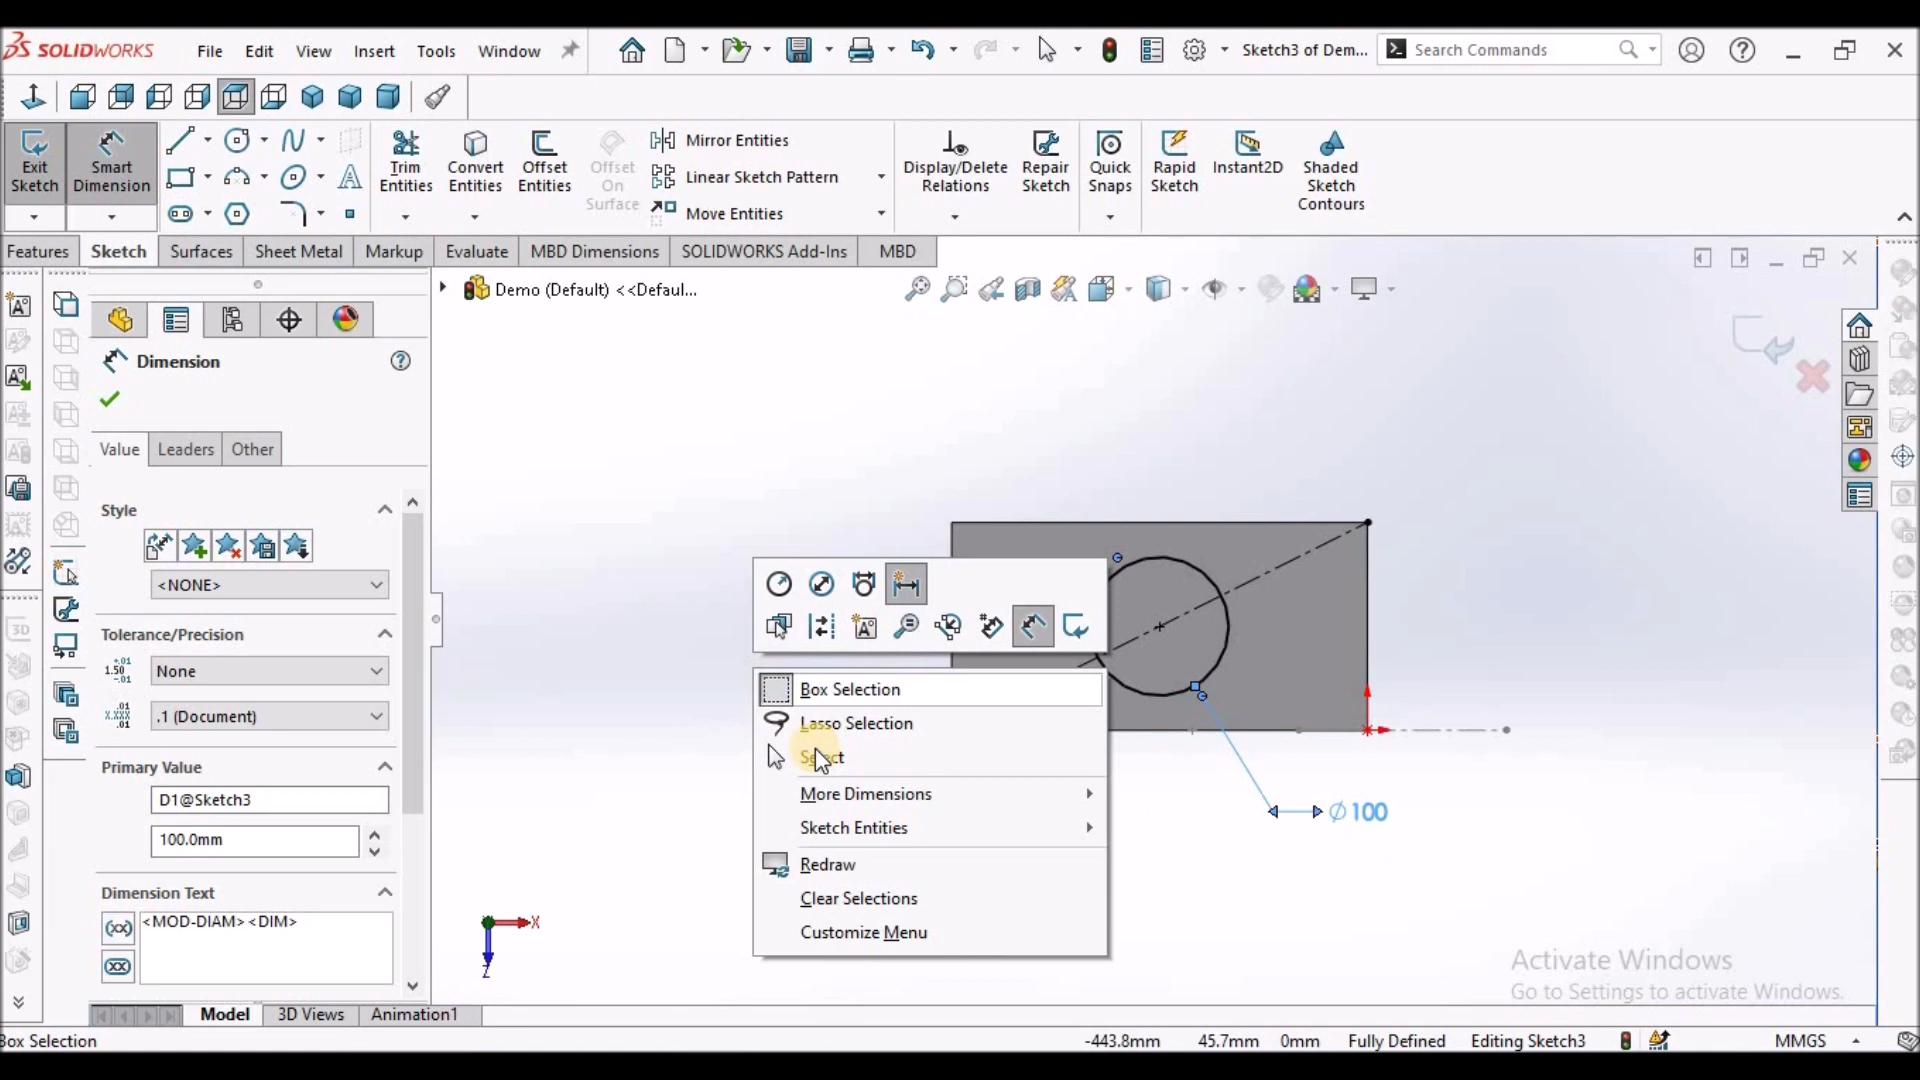 SOLIDWORKS
File Edit View Insert Tools Window
Sketch3 of Dem...
Search Commands
Exit Sketch
Smart Dimension
Trim Entities
Convert Entities
Offset Entities
Offset On Surface
Mirror Entities
Linear Sketch Pattern
Move Entities
Display/Delete Relations
Repair Sketch
Quick Snaps
Rapid Sketch
Instant2D
Shaded Sketch Contours
Features Sketch Surfaces Sheet Metal Markup Evaluate MBD Dimensions SOLIDWORKS Add-Ins MBD
Demo (Default) <<Defaul...
Dimension
Value Leaders Other
Style
<NONE>
Tolerance/Precision
None
.1 (Document)
Primary Value
D1@Sketch3
100.0mm
Dimension Text
<MOD-DIAM><DIM>
Box Selection
Lasso Selection
Select
More Dimensions
Sketch Entities
Redraw
Clear Selections
Customize Menu
∅100
X
Z
Activate Windows
Go to Settings to activate Windows.
Model 3D Views Animation1
Box Selection
-443.8mm 45.7mm 0mm Fully Defined Editing Sketch3 MMGS